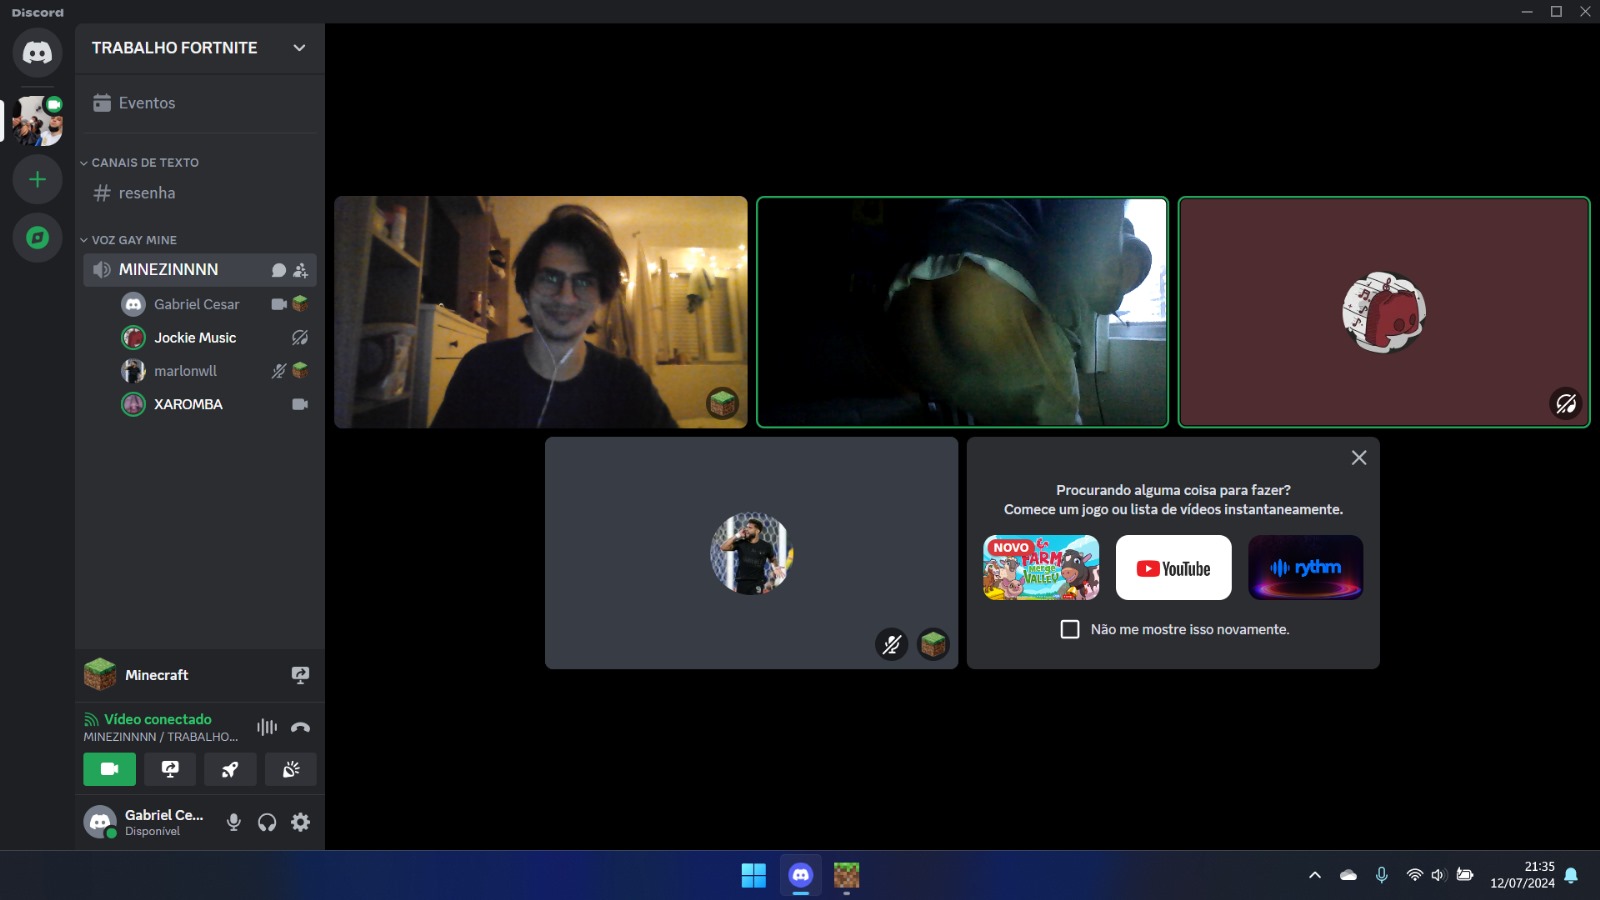 Discord
TRABALHO FORTNITE
Eventos
CANAIS DE TEXTO
resenha
VOZ GAY MINE
MINEZINNNN
Gabriel Cesar
Jockie Music
marlonwll
XAROMBA
Procurando alguma coisa para fazer?
Comece um jogo ou lista de vídeos instantaneamente.
NOVO
FARM
MERGE
VALLEY
YouTube
rythm
Não me mostre isso novamente.
Minecraft
Vídeo conectado
MINEZINNNN / TRABALHO...
Gabriel Ce...
Disponível
21:35
12/07/2024